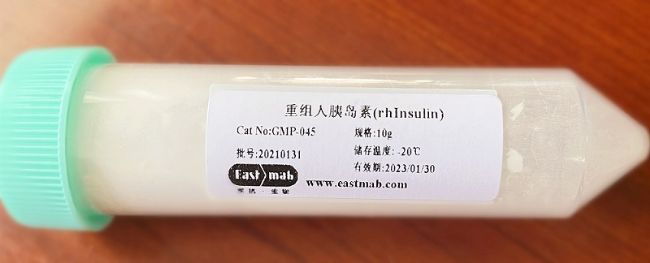 重组人胰岛素(rhInsulin)
Cat No:GMP-045 规格:10g
批号:20210131 储存温度: -20℃
有效期:2023/01/30
East mab www.eastmab.com